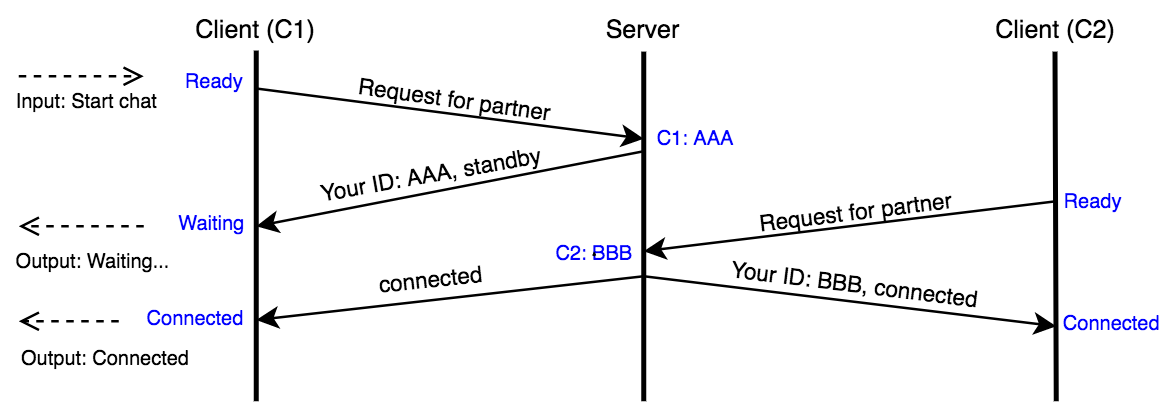 Client (C1)
Server
Client (C2)
Ready
Input: Start chat
Request for partner
C1: AAA
Your ID: AAA, standby
Ready
Request for partner
Waiting
Output: Waiting...
C2: BBB
connected
Your ID: BBB, connected
Connected
Connected
Output: Connected